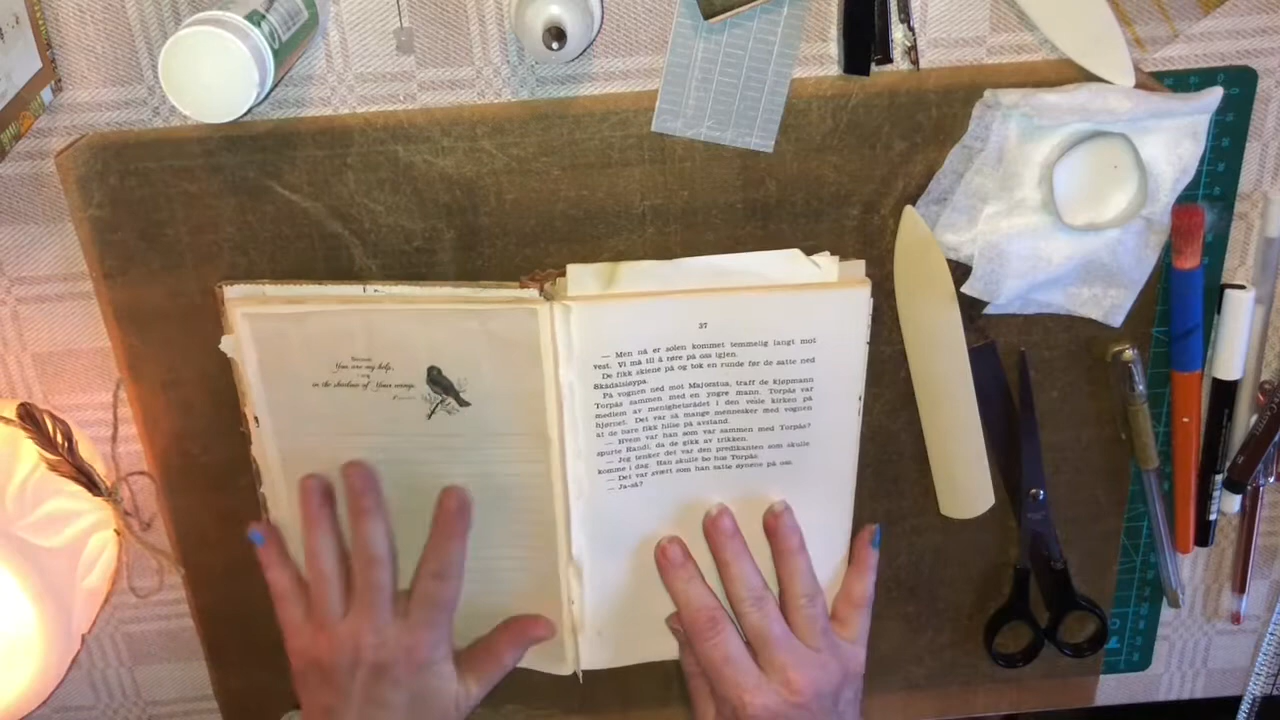 Because
You are my help,
I sing
in the shadow of Your wings.
37
— Men nå er solen kommet temmelig langt mot
vest. Vi må til å røre på oss igjen.
De fikk skiene på og tok en runde før de satte ned
Skådalsløypa.
På vognen ned mot Majorstua, traff de kjøpmann
Torpås sammen med en yngre mann. Torpås var
medlem av menighetsrådet i den vesle kirken på
hjørnet. Det var så mange mennesker med vognen
at de bare fikk hilse på avstand.
— Hvem var han som var sammen med Torpås?
spurte Randi, da de gikk av trikken.
— Jeg tenker det var den predikanten som skulle
komme i dag. Han skulle bo hos Torpås.
— Det var svært som han satte øynene på oss.
— Ja-så?